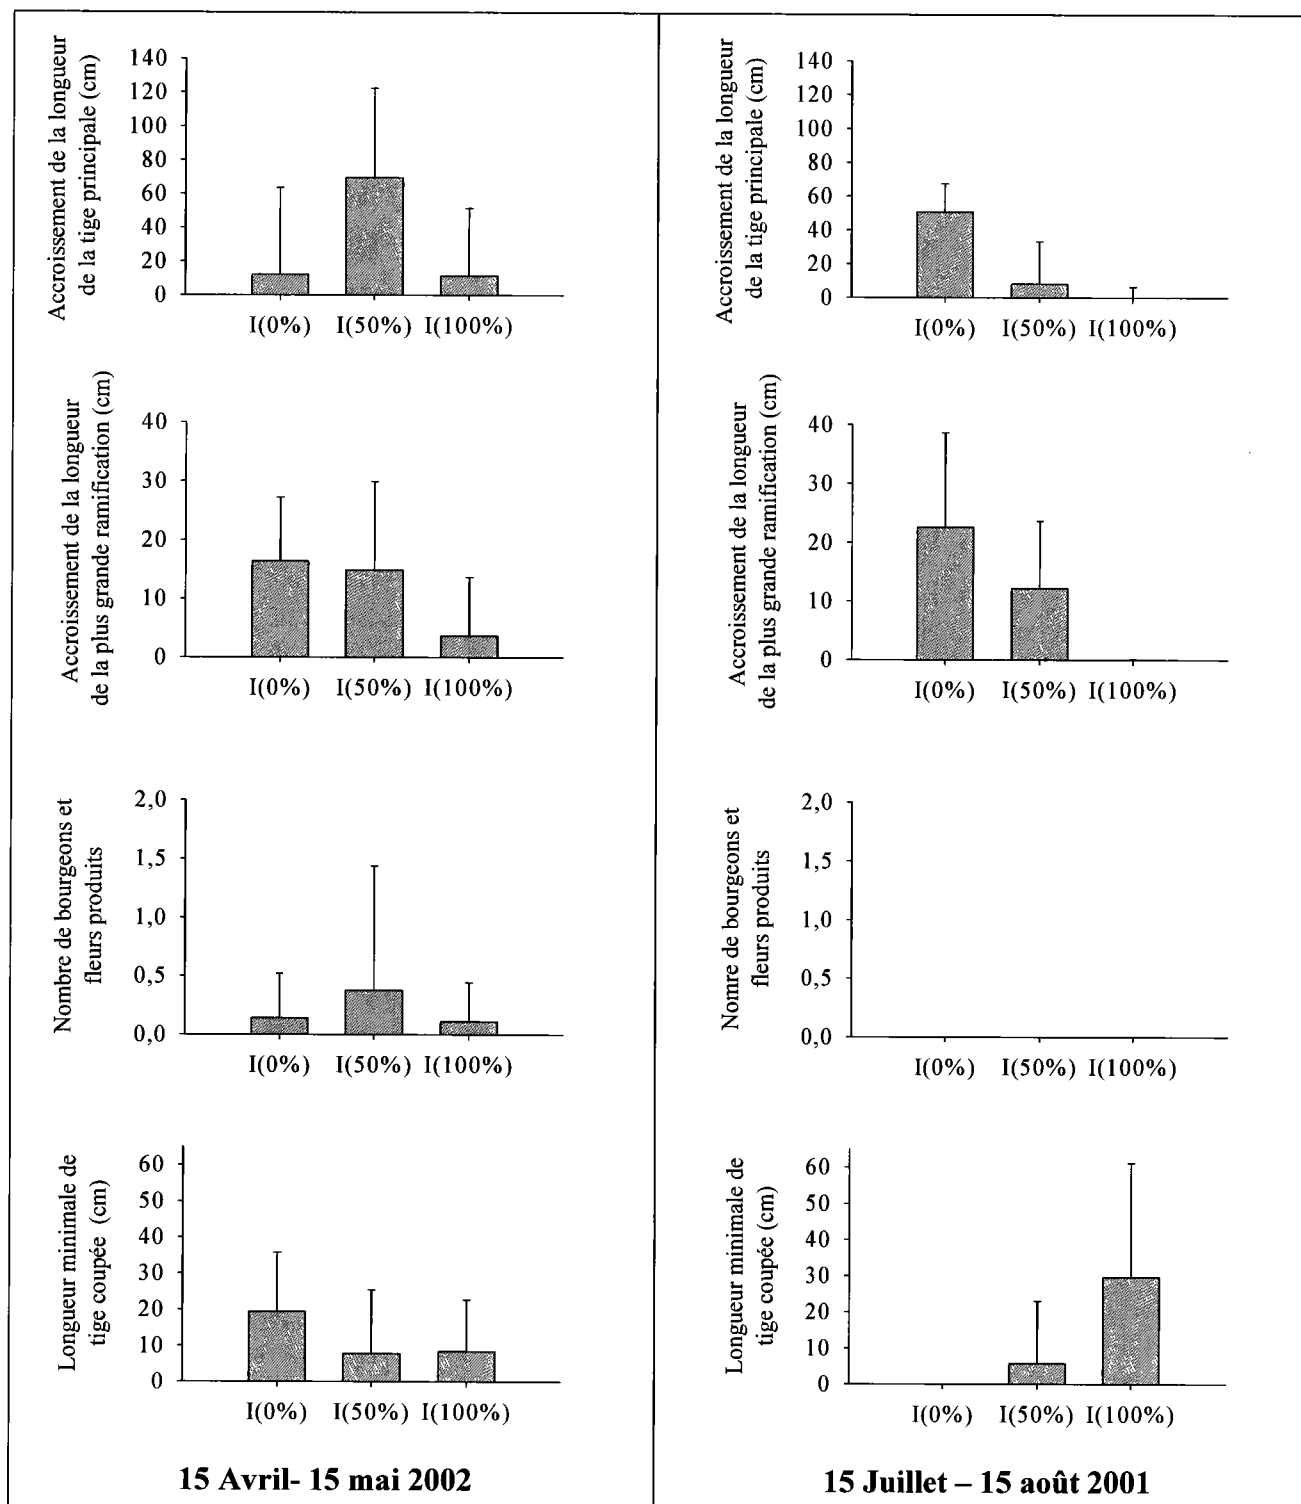 Accroissement de la longueur
de la tige principale (cm)
140
120
100
80
60
40
20
0
I(0%) I(50%) I(100%)
Accroissement de la longueur
de la plus grande ramification (cm)
40
30
20
10
0
I(0%) I(50%) I(100%)
Nombre de bourgeons et
fleurs produits
2,0
1,5
1,0
0,5
0,0
I(0%) I(50%) I(100%)
Longueur minimale de
tige coupée (cm)
60
50
40
30
20
10
0
I(0%) I(50%) I(100%)
15 Avril- 15 mai 2002
Accroissement de la longueur
de la tige principale (cm)
140
120
100
80
60
40
20
0
I(0%) I(50%) I(100%)
Accroissement de la longueur
de la plus grande ramification (cm)
40
30
20
10
0
I(0%) I(50%) I(100%)
Nomre de bourgeons et
fleurs produits
2,0
1,5
1,0
0,5
0,0
I(0%) I(50%) I(100%)
Longueur minimale de
tige coupée (cm)
60
50
40
30
20
10
0
I(0%) I(50%) I(100%)
15 Juillet – 15 août 2001